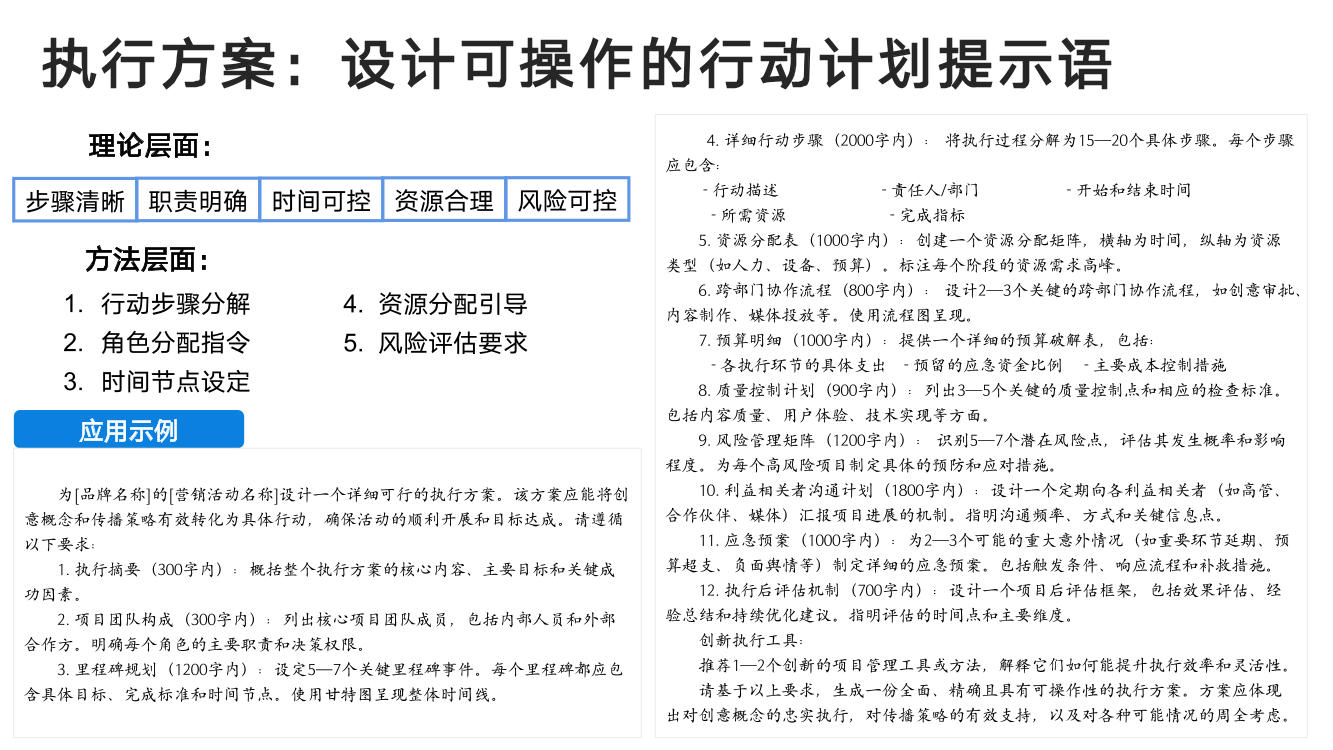 执行方案：设计可操作的行动计划提示语
理论层面：
步骤清晰 职责明确 时间可控 资源合理 风险可控
方法层面：
1. 行动步骤分解
2. 角色分配指令
3. 时间节点设定
4. 资源分配引导
5. 风险评估要求
应用示例
为[品牌名称]的[营销活动名称]设计一个详细可行的执行方案。该方案应能将创
意概念和传播策略有效转化为具体行动，确保活动的顺利开展和目标达成。请遵循
以下要求：
1. 执行摘要（300字内）：概括整个执行方案的核心内容、主要目标和关键成
功因素。
2. 项目团队构成（300字内）：列出核心项目团队成员，包括内部人员和外部
合作方。明确每个角色的主要职责和决策权限。
3. 里程碑规划（1200字内）：设定5—7个关键里程碑事件。每个里程碑都应包
含具体目标、完成标准和时间节点。使用甘特图呈现整体时间线。
4. 详细行动步骤（2000字内）： 将执行过程分解为15—20个具体步骤。每个步骤
应包含：
- 行动描述 - 责任人/部门 - 开始和结束时间
- 所需资源 - 完成指标
5. 资源分配表（1000字内）：创建一个资源分配矩阵，横轴为时间，纵轴为资源
类型（如人力、设备、预算）。标注每个阶段的资源需求高峰。
6. 跨部门协作流程（800字内）： 设计2—3个关键的跨部门协作流程，如创意审批、
内容制作、媒体投放等。使用流程图呈现。
7. 预算明细（1000字内）：提供一个详细的预算破解表，包括：
- 各执行环节的具体支出 - 预留的应急资金比例 - 主要成本控制措施
8. 质量控制计划（900字内）：列出3—5个关键的质量控制点和相应的检查标准。
包括内容质量、用户体验、技术实现等方面。
9. 风险管理矩阵（1200字内）： 识别5—7个潜在风险点，评估其发生概率和影响
程度。为每个高风险项目制定具体的预防和应对措施。
10. 利益相关者沟通计划（1800字内）：设计一个定期向各利益相关者（如高管、
合作伙伴、媒体）汇报项目进展的机制。指明沟通频率、方式和关键信息点。
11. 应急预案（1000字内）：为2—3个可能的重大意外情况（如重要环节延期、预
算超支、负面舆情等）制定详细的应急预案。包括触发条件、响应流程和补救措施。
12. 执行后评估机制（700字内）：设计一个项目后评估框架，包括效果评估、经
验总结和持续优化建议。指明评估的时间点和主要维度。
创新执行工具：
推荐1—2个创新的项目管理工具或方法，解释它们如何能提升执行效率和灵活性。
请基于以上要求，生成一份全面、精确且具有可操作性的执行方案。方案应体现
出对创意概念的忠实执行，对传播策略的有效支持，以及对各种可能情况的周全考虑。